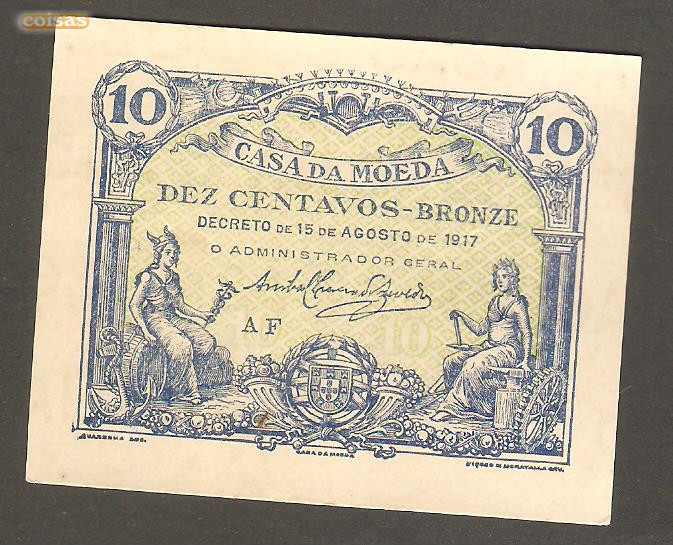 coisas
10
10
CASA DA MOEDA
DEZ CENTAVOS-BRONZE
DECRETO DE 15 DE AGOSTO DE 1917
O ADMINISTRADOR GERAL
AF
10
CASA DA MOEDA